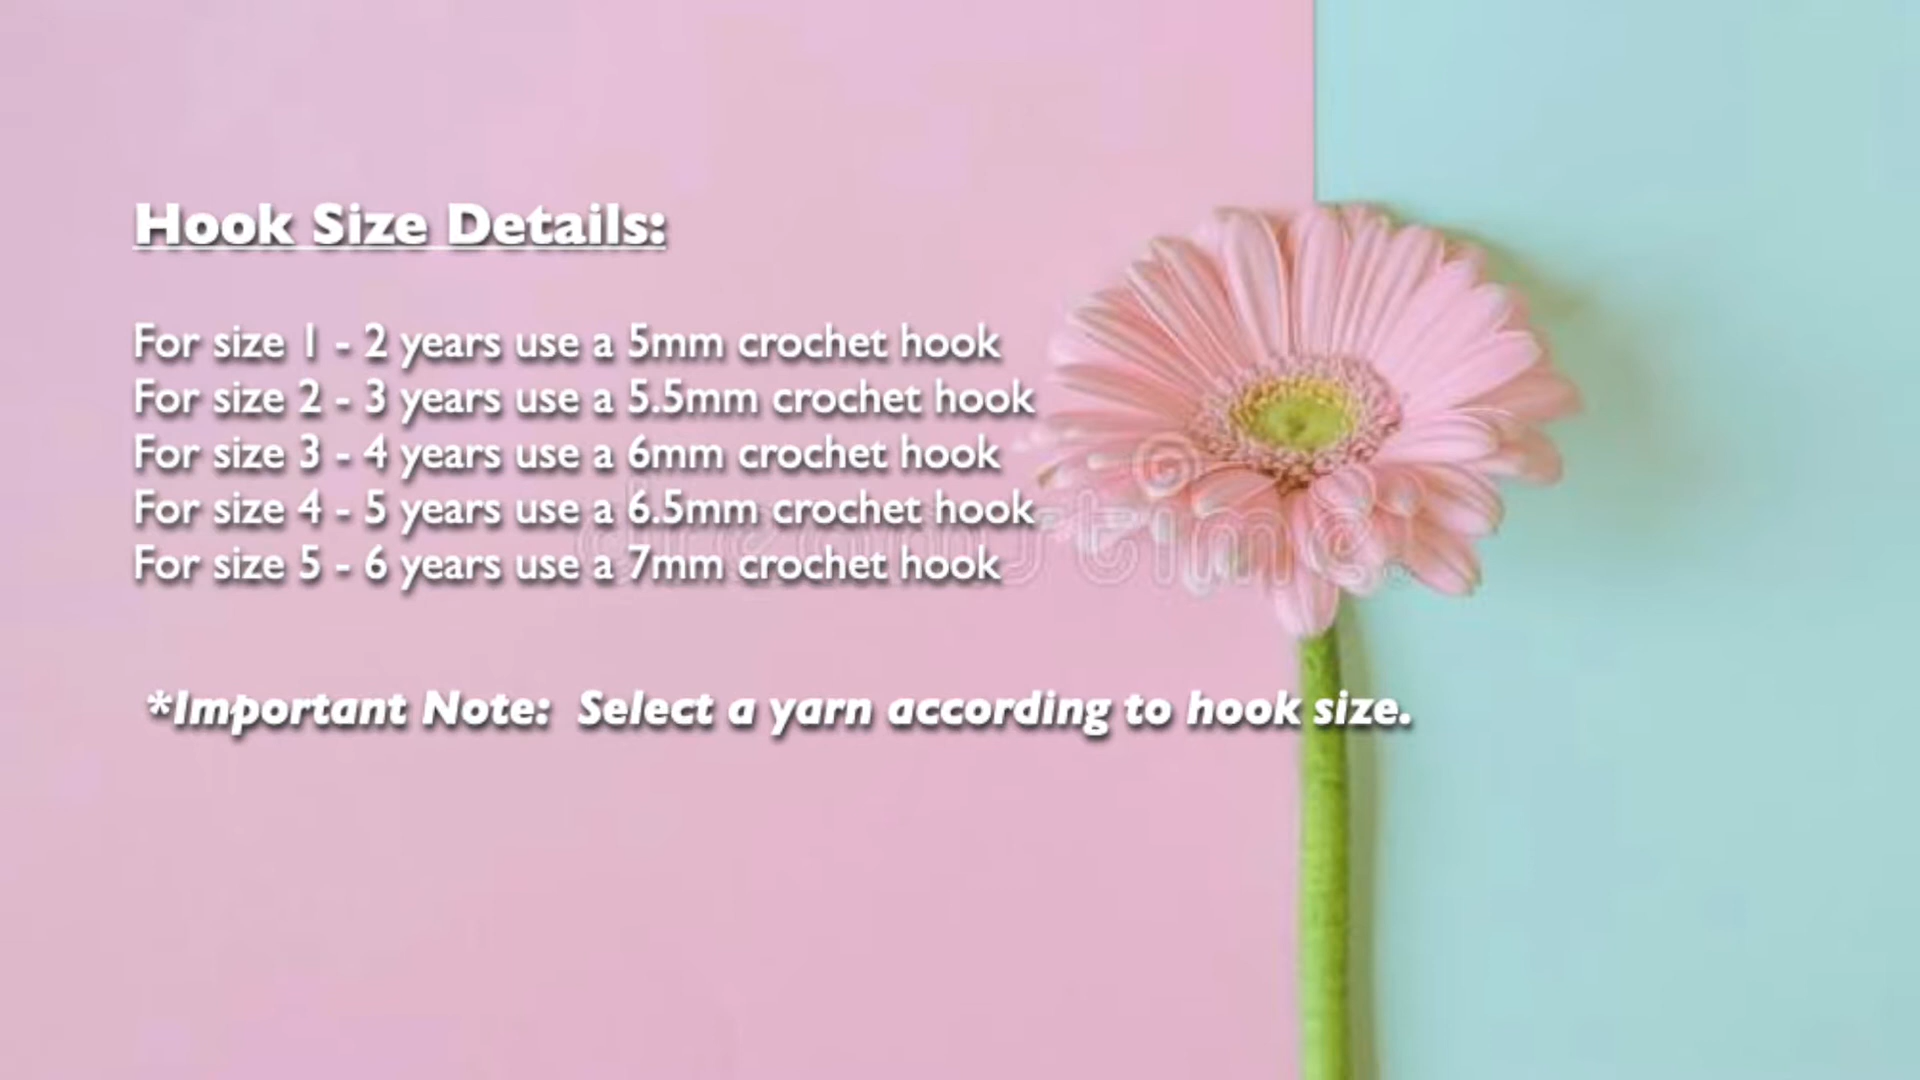 Hook Size Details:
For size 1 - 2 years use a 5mm crochet hook
For size 2 - 3 years use a 5.5mm crochet hook
For size 3 - 4 years use a 6mm crochet hook
For size 4 - 5 years use a 6.5mm crochet hook
For size 5 - 6 years use a 7mm crochet hook
dreamstime
*Important Note: Select a yarn according to hook size.